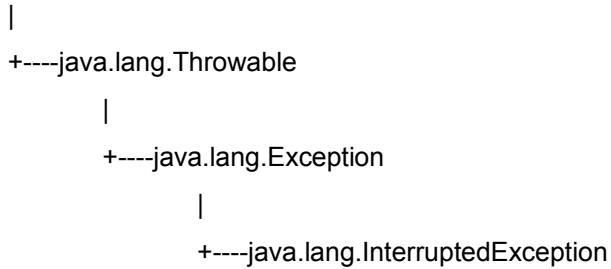 |
+----java.lang.Throwable
|
+----java.lang.Exception
|
+----java.lang.InterruptedException